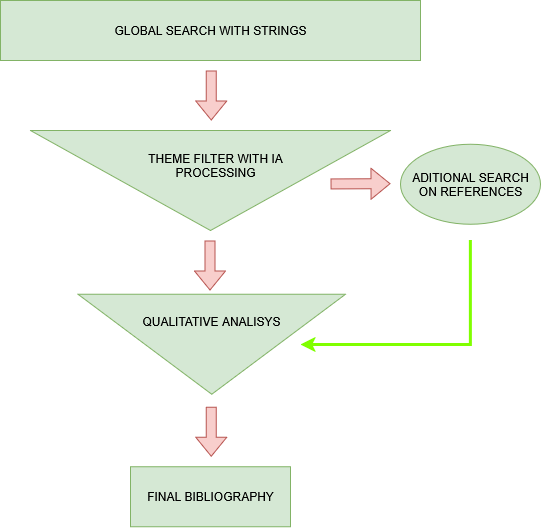 GLOBAL SEARCH WITH STRINGS
THEME FILTER WITH IA
PROCESSING
ADITIONAL SEARCH
ON REFERENCES
QUALITATIVE ANALISYS
FINAL BIBLIOGRAPHY